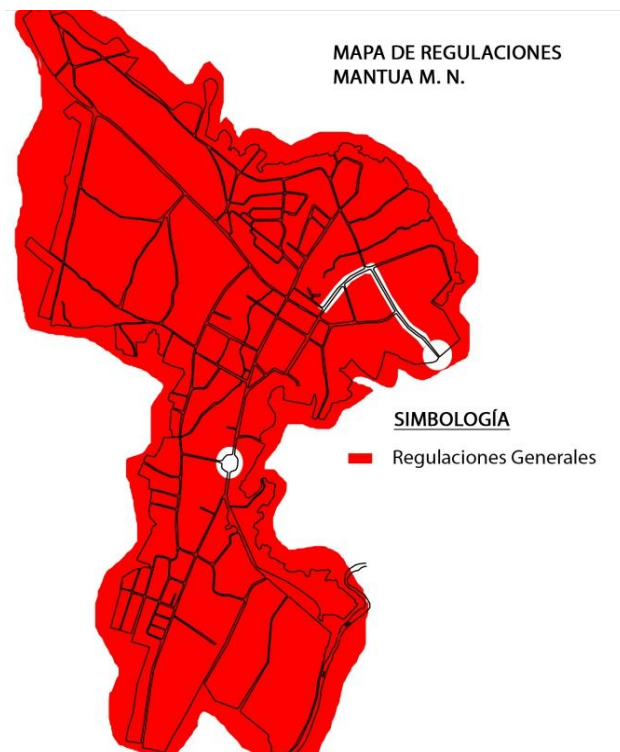 MAPA DE REGULACIONES
MANTUA M. N.
SIMBOLOGÍA
Regulaciones Generales